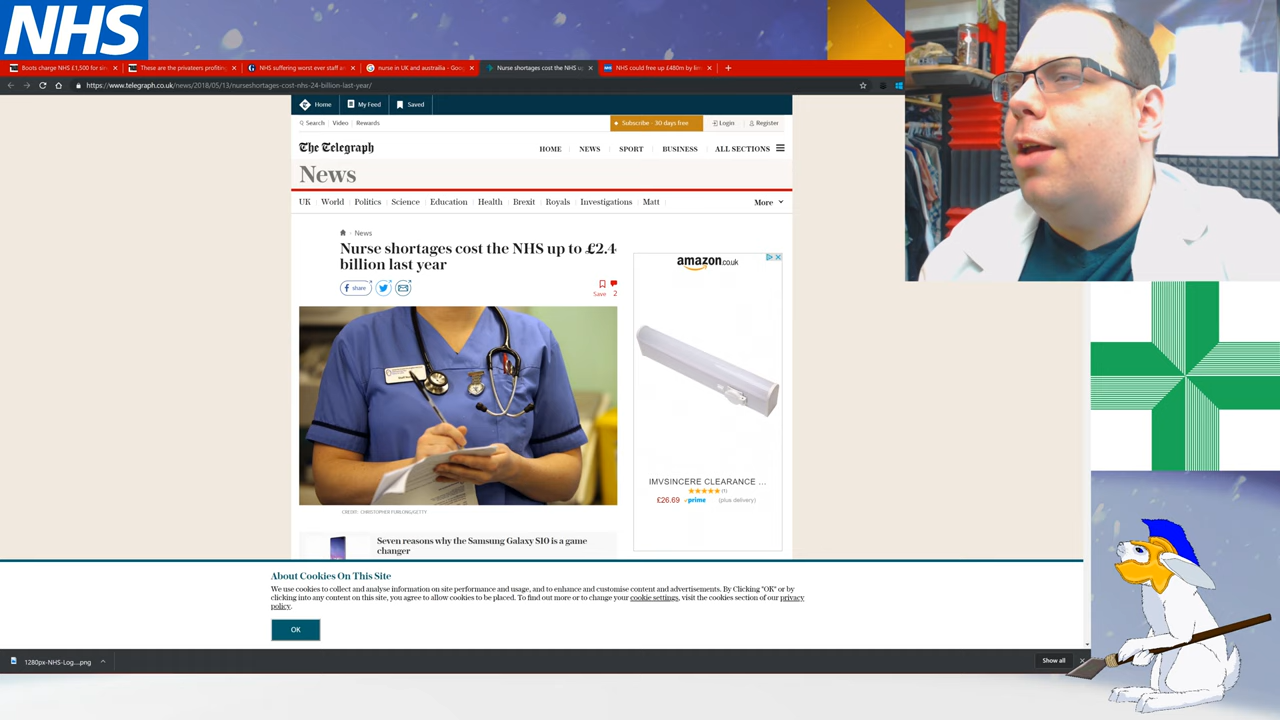 NHS
Boots charge NHS £1,500 for sin
These are the privateers profiting
NHS suffering worst ever staff an
nurse in UK and austrailia - Goo
Nurse shortages cost the NHS u
NHS could free up £480m by li
https://www.telegraph.co.uk/news/2018/05/13/nurseshortages-cost-nhs-24-billion-last-year/
Home
My Feed
Saved
Search
Video
Rewards
Subscribe - 30 days free
Login
Register
The Telegraph
HOME
NEWS
SPORT
BUSINESS
ALL SECTIONS
News
UK
World
Politics
Science
Education
Health
Brexit
Royals
Investigations
Matt
More
News
Nurse shortages cost the NHS up to £2.4
billion last year
share
Save
2
amazon.co.uk
IMVSINCERE CLEARANCE ...
£26.69 prime (plus delivery)
CREDIT: CHRISTOPHER FURLONG/GETTY
Seven reasons why the Samsung Galaxy S10 is a game
changer
About Cookies On This Site
We use cookies to collect and analyse information on site performance and usage, and to enhance and customise content and advertisements. By Clicking "OK" or by
clicking into any content on this site, you agree to allow cookies to be placed. To find out more or to change your cookie settings, visit the cookies section of our privacy
policy.
OK
1280px-NHS-Log....png
Show all